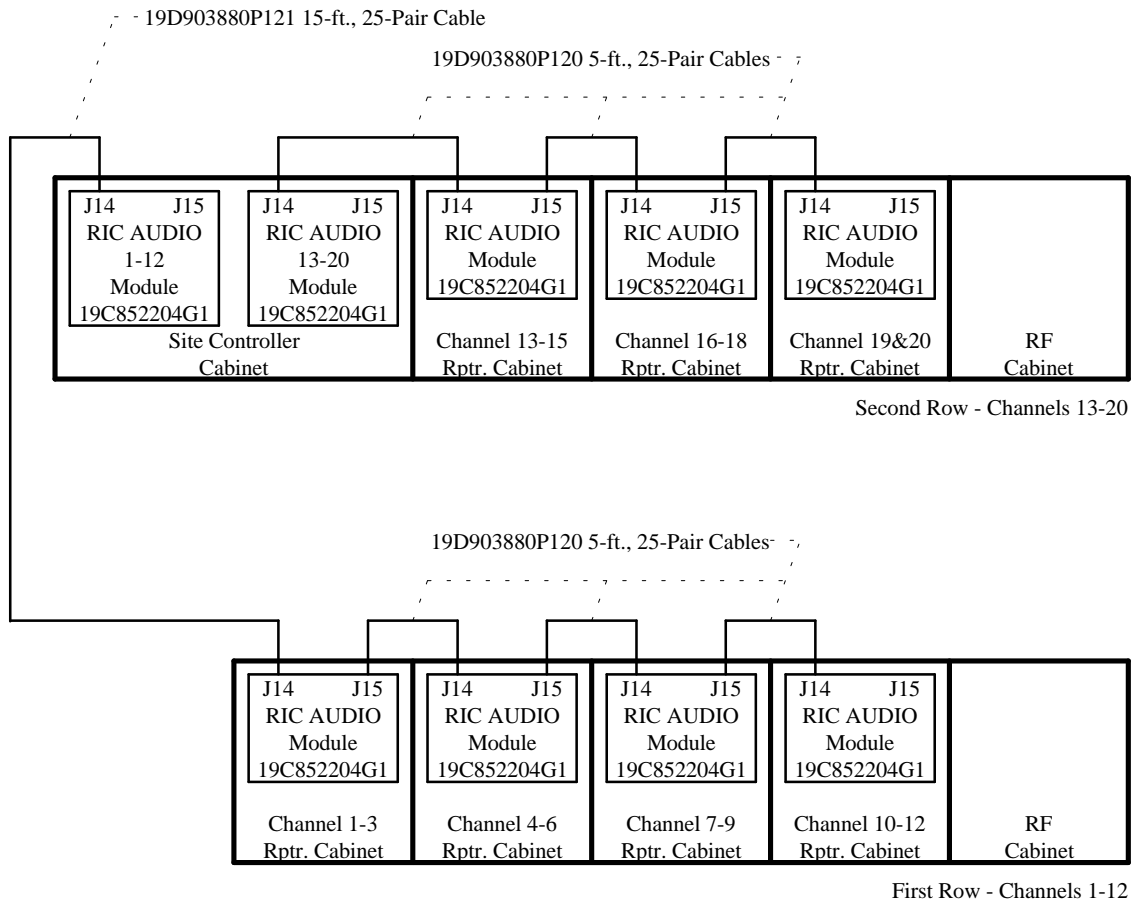 19D903880P121 15-ft., 25-Pair Cable
19D903880P120 5-ft., 25-Pair Cables
J14 J15
RIC AUDIO
1-12
Module
19C852204G1
J14 J15
RIC AUDIO
13-20
Module
19C852204G1
Site Controller
Cabinet
J14 J15
RIC AUDIO
Module
19C852204G1
Channel 13-15
Rptr. Cabinet
J14 J15
RIC AUDIO
Module
19C852204G1
Channel 16-18
Rptr. Cabinet
J14 J15
RIC AUDIO
Module
19C852204G1
Channel 19&20
Rptr. Cabinet
RF
Cabinet
Second Row - Channels 13-20
19D903880P120 5-ft., 25-Pair Cables
J14 J15
RIC AUDIO
Module
19C852204G1
Channel 1-3
Rptr. Cabinet
J14 J15
RIC AUDIO
Module
19C852204G1
Channel 4-6
Rptr. Cabinet
J14 J15
RIC AUDIO
Module
19C852204G1
Channel 7-9
Rptr. Cabinet
J14 J15
RIC AUDIO
Module
19C852204G1
Channel 10-12
Rptr. Cabinet
RF
Cabinet
First Row - Channels 1-12